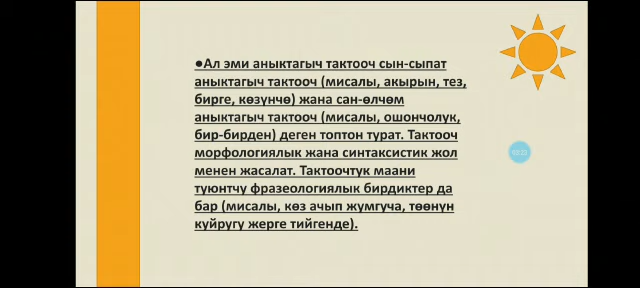 ●Ал эми аныктагыч тактооч сын-сыпат
аныктагыч тактооч (мисалы, акырын, тез,
бирге, көзүнчө) жана сан-өлчөм
аныктагыч тактооч (мисалы, ошончолук,
бир-бирден) деген топтон турат. Тактооч
морфологиялык жана синтаксистик жол
менен жасалат. Тактоочтук маани
туюнтчу фразеологиялык бирдиктер да
бар (мисалы, көз ачып жумгуча, төөнүн
куйругу жерге тийгенде).